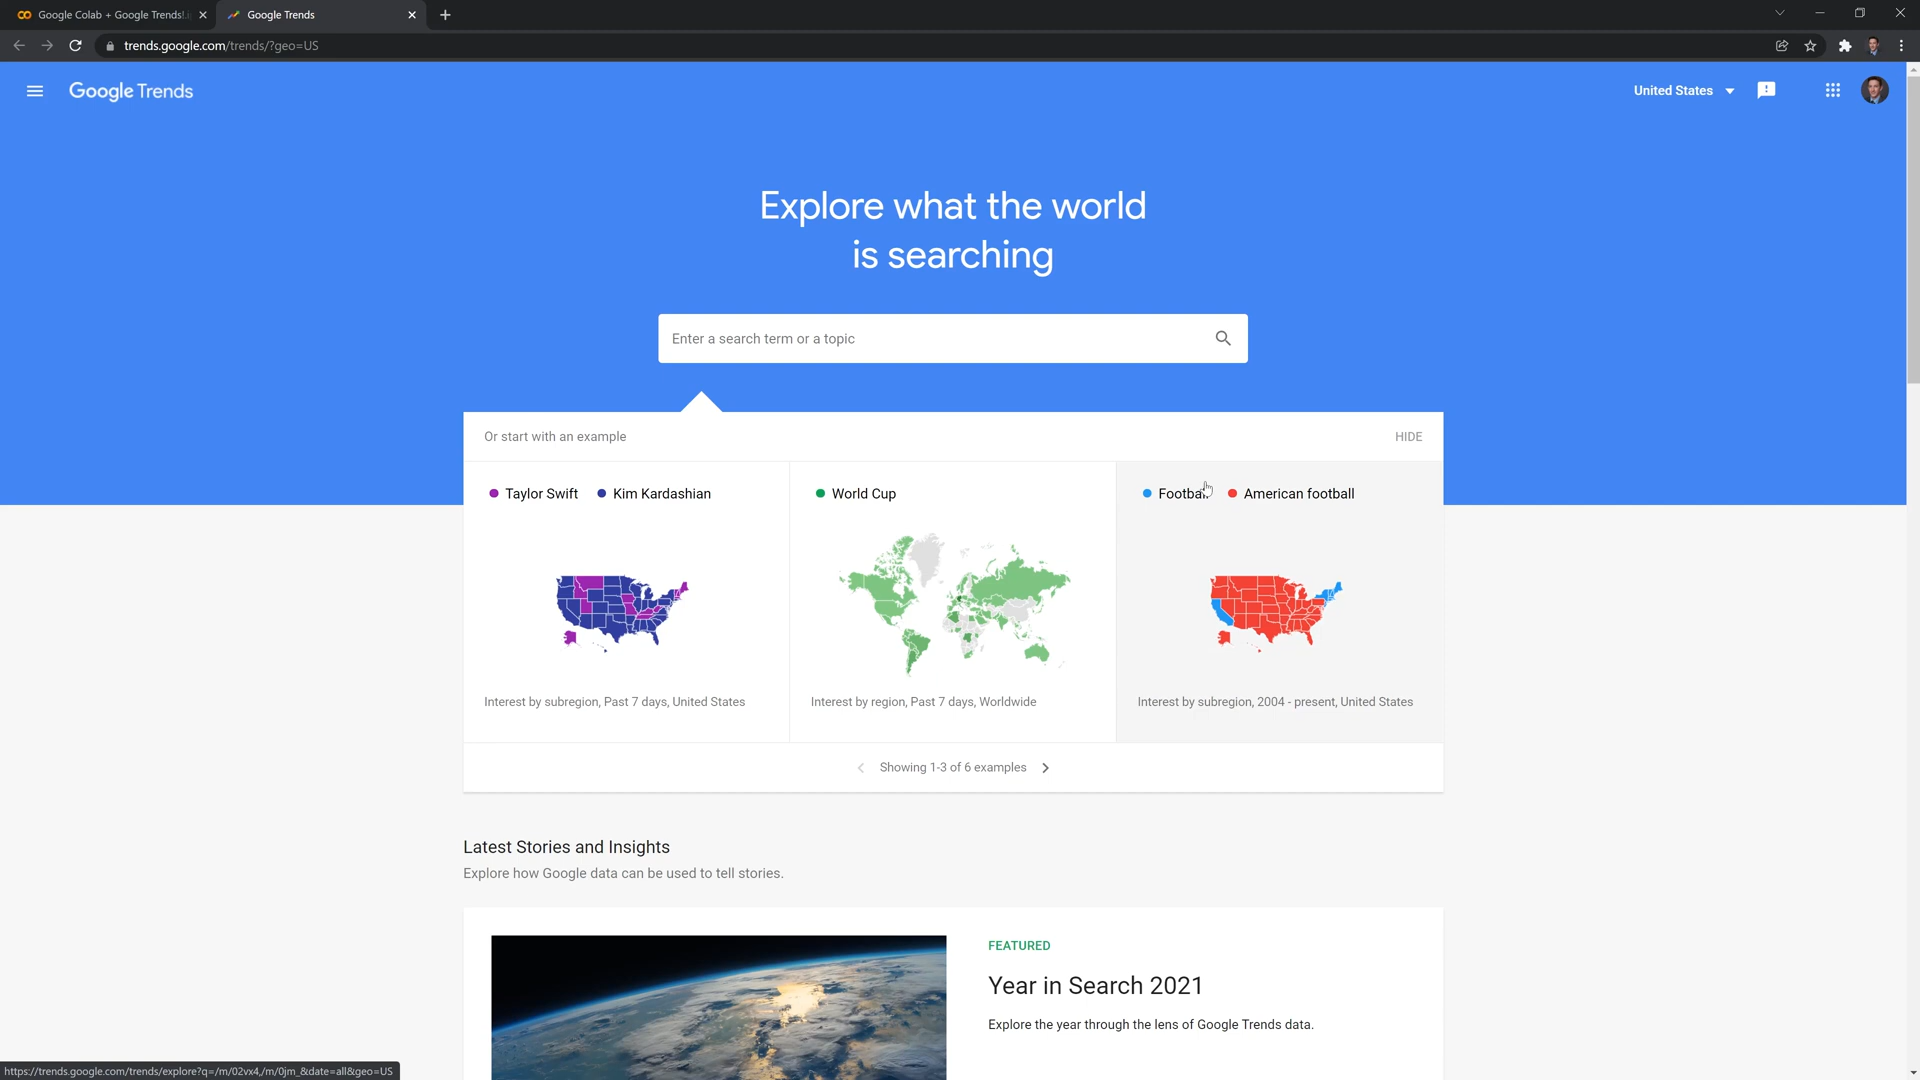 Google Colab + Google Trends!.i
Google Trends
trends.google.com/trends/?geo=US
Google Trends
United States
Explore what the world
is searching
Enter a search term or a topic
Or start with an example
HIDE
Taylor Swift
Kim Kardashian
World Cup
Football
American football
Interest by subregion, Past 7 days, United States
Interest by region, Past 7 days, Worldwide
Interest by subregion, 2004 - present, United States
Showing 1-3 of 6 examples
Latest Stories and Insights
Explore how Google data can be used to tell stories.
FEATURED
Year in Search 2021
Explore the year through the lens of Google Trends data.
https://trends.google.com/trends/explore?q=/m/02vx4,/m/0jm_&date=all&geo=US